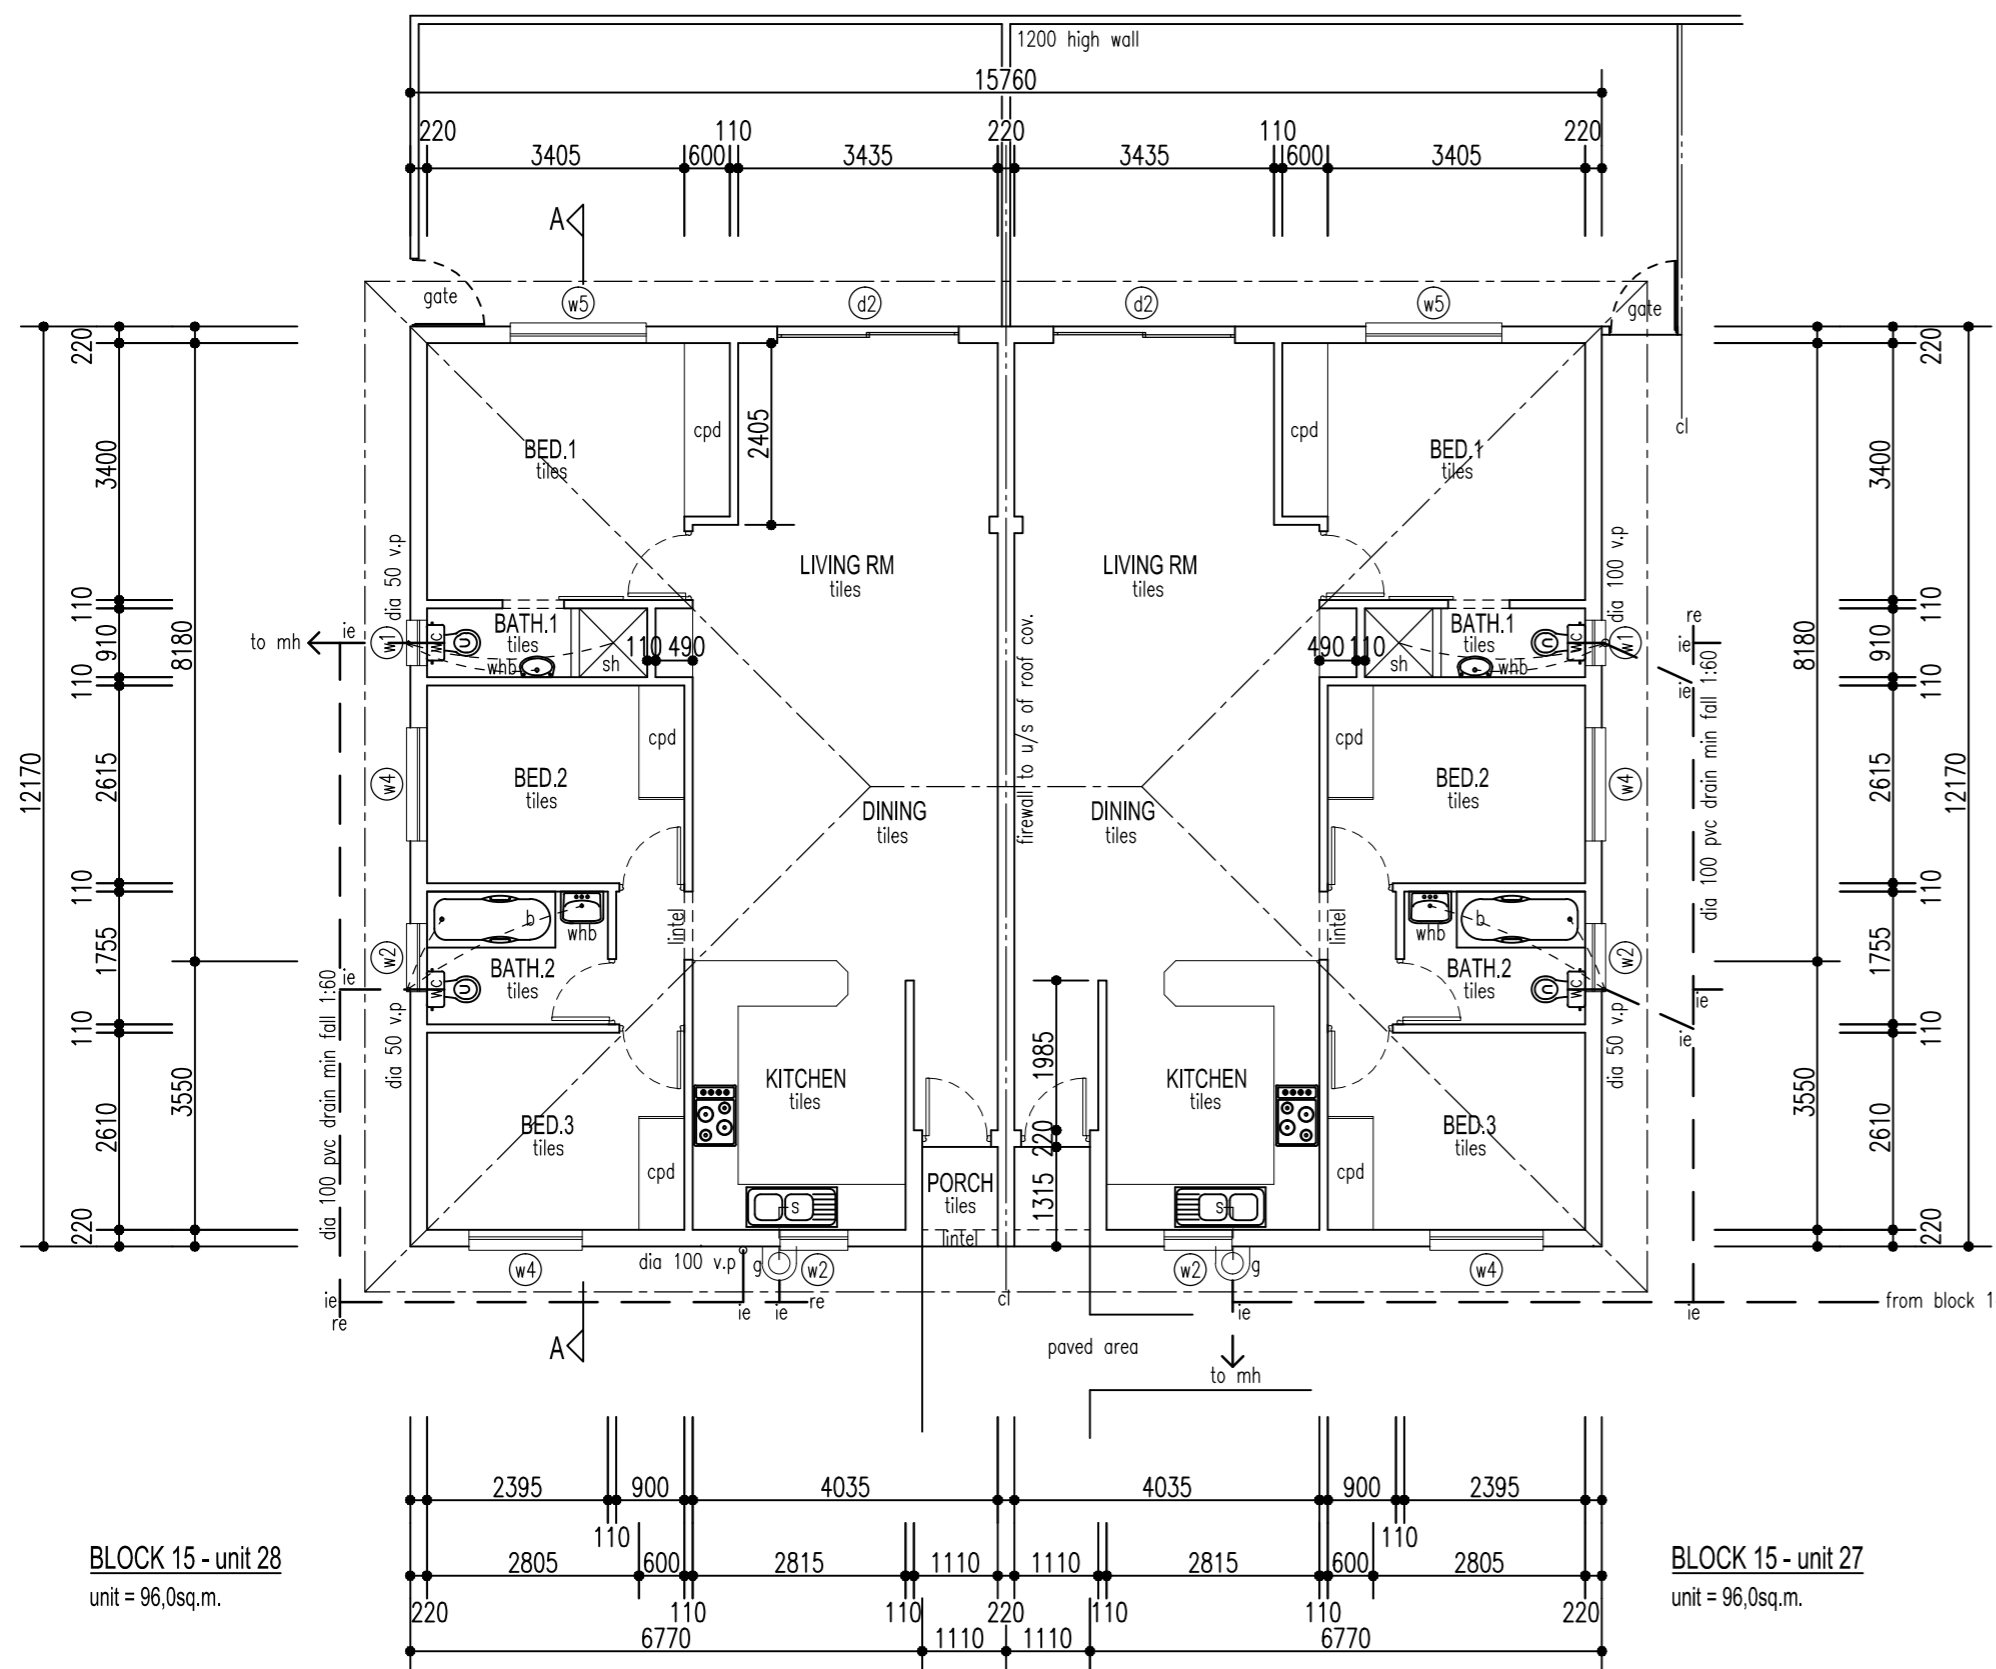 1200 high wall
15760
220 110 220 110 220
3405 600 3435 3435 600 3405
A
gate w5 d2 d2 w5 gate
220 220
3400 3400
cpd 2405 cpd
cl
BED.1 BED.1
tiles tiles
dia 50 v.p dia 100 v.p
LIVING RM LIVING RM
tiles tiles
110 110
to mh ie w1 wc BATH.1 BATH.1 wc w1 re
tiles tiles
ie
910 910
8180 8180
whb sh 110 490 490 110 sh whb
110 110
ie
firewall to u/s of roof cov.
dia 100 pvc drain min fall 1:60
cpd cpd
12170 12170
2615 2615
w4 BED.2 BED.2 w4
tiles tiles
DINING DINING
tiles tiles
110 110
b whb lintel lintel whb b
1755 1755
ie w2 wc BATH.2 BATH.2 wc w2 ie
tiles tiles
dia 50 v.p dia 50 v.p
110 110
ie
dia 100 pvc drain min fall 1:60
3550 3550
2610 2610
1985
KITCHEN KITCHEN
tiles tiles
BED.3 BED.3
tiles tiles
220
cpd PORCH cpd
tiles
1315
s s
220 220
lintel
w4 dia 100 v.p g w2 w2 g w4
ie re ie ie re cl ie ie from block 1
A
paved area
to mh
2395 900 4035 4035 900 2395
110 110
BLOCK 15 - unit 28
unit = 96,0sq.m.
2805 600 2815 1110 1110 2815 600 2805
220 110 110 220 110 110 220
6770 1110 1110 6770
BLOCK 15 - unit 27
unit = 96,0sq.m.